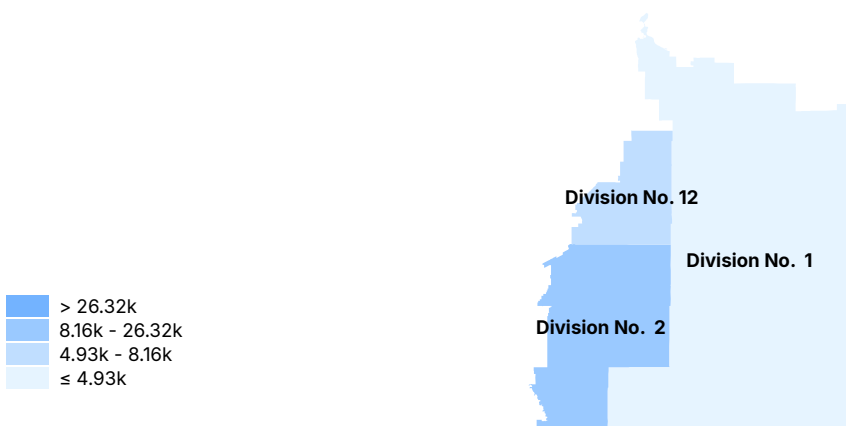 Division No. 12
Division No. 1
Division No. 2
> 26.32k
8.16k - 26.32k
4.93k - 8.16k
≤ 4.93k